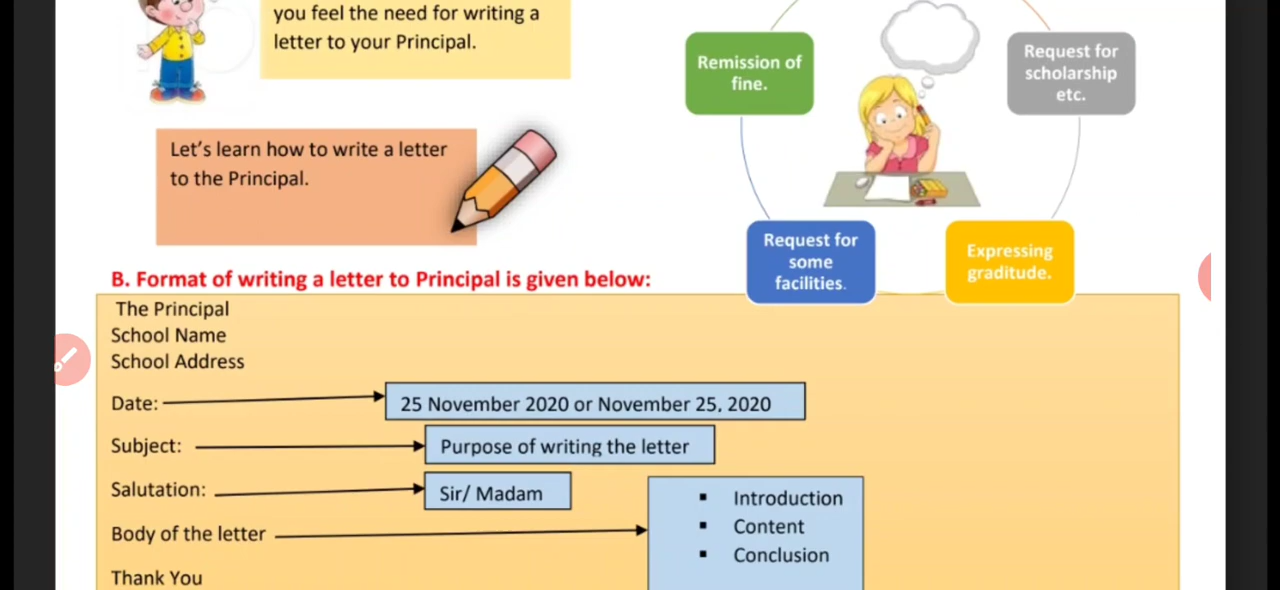 you feel the need for writing a
letter to your Principal.
Remission of
fine.
Request for
scholarship
etc.
Let's learn how to write a letter
to the Principal.
Request for
some
facilities.
Expressing
graditude.
B. Format of writing a letter to Principal is given below:
The Principal
School Name
School Address
Date:
25 November 2020 or November 25, 2020
Subject:
Purpose of writing the letter
Salutation:
Sir/ Madam
Body of the letter
▪ Introduction
▪ Content
▪ Conclusion
Thank You